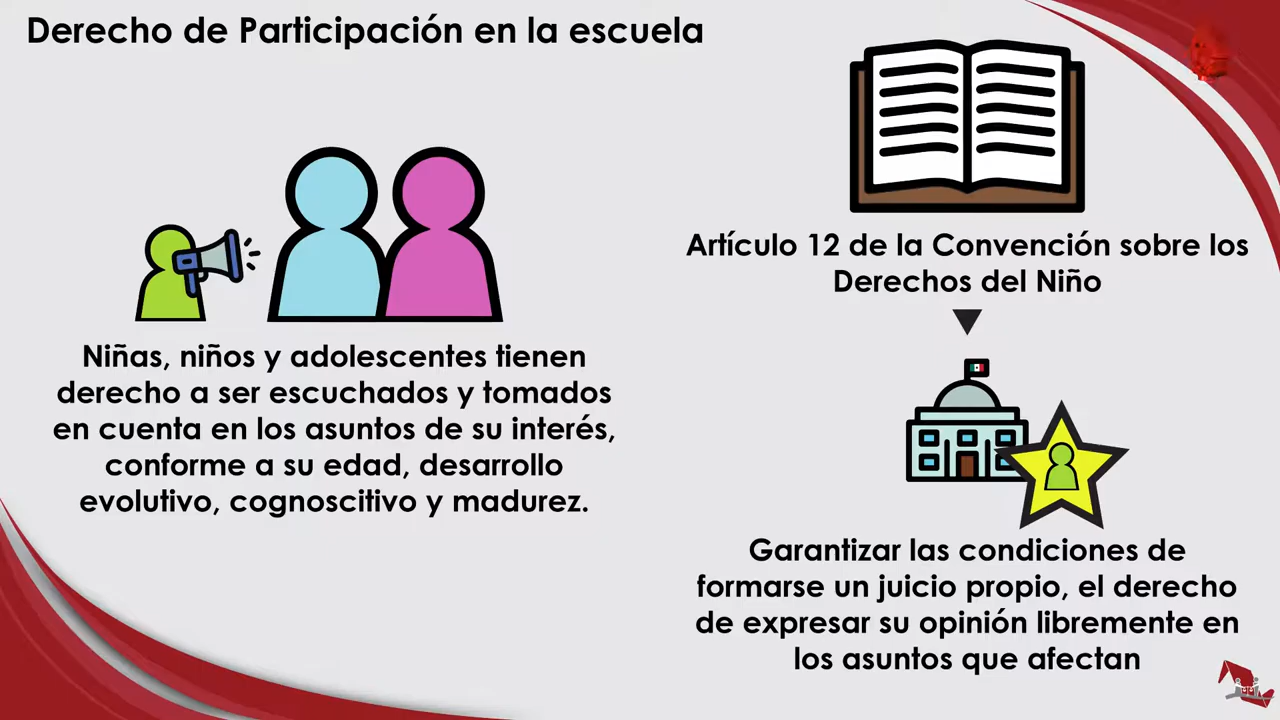 Derecho de Participación en la escuela
Niñas, niños y adolescentes tienen
derecho a ser escuchados y tomados
en cuenta en los asuntos de su interés,
conforme a su edad, desarrollo
evolutivo, cognoscitivo y madurez.
Artículo 12 de la Convención sobre los
Derechos del Niño
Garantizar las condiciones de
formarse un juicio propio, el derecho
de expresar su opinión libremente en
los asuntos que afectan